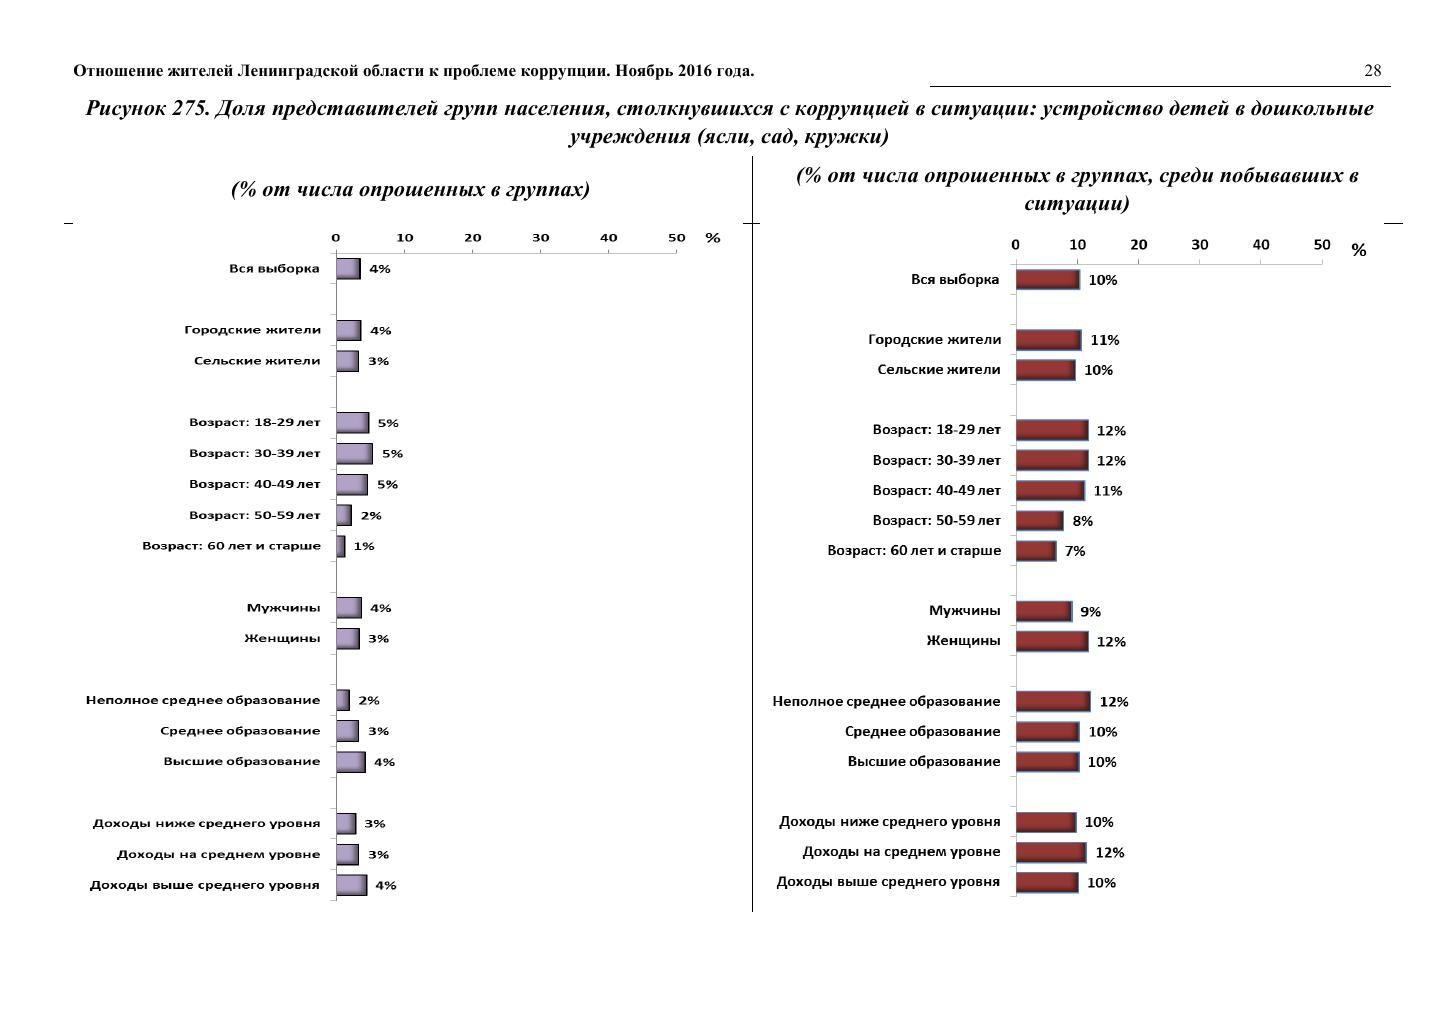 Отношение жителей Ленинградской области к проблеме коррупции. Ноябрь 2016 года.
28
Рисунок 275. Доля представителей групп населения, столкнувшихся с коррупцией в ситуации: устройство детей в дошкольные
учреждения (ясли, сад, кружки)
(% от числа опрошенных в группах)
0 10 20 30 40 50 %
Вся выборка 4%
Городские жители 4%
Сельские жители 3%
Возраст: 18-29 лет 5%
Возраст: 30-39 лет 5%
Возраст: 40-49 лет 5%
Возраст: 50-59 лет 2%
Возраст: 60 лет и старше 1%
Мужчины 4%
Женщины 3%
Неполное среднее образование 2%
Среднее образование 3%
Высшие образование 4%
Доходы ниже среднего уровня 3%
Доходы на среднем уровне 3%
Доходы выше среднего уровня 4%
(% от числа опрошенных в группах, среди побывавших в
ситуации)
0 10 20 30 40 50 %
Вся выборка 10%
Городские жители 11%
Сельские жители 10%
Возраст: 18-29 лет 12%
Возраст: 30-39 лет 12%
Возраст: 40-49 лет 11%
Возраст: 50-59 лет 8%
Возраст: 60 лет и старше 7%
Мужчины 9%
Женщины 12%
Неполное среднее образование 12%
Среднее образование 10%
Высшие образование 10%
Доходы ниже среднего уровня 10%
Доходы на среднем уровне 12%
Доходы выше среднего уровня 10%